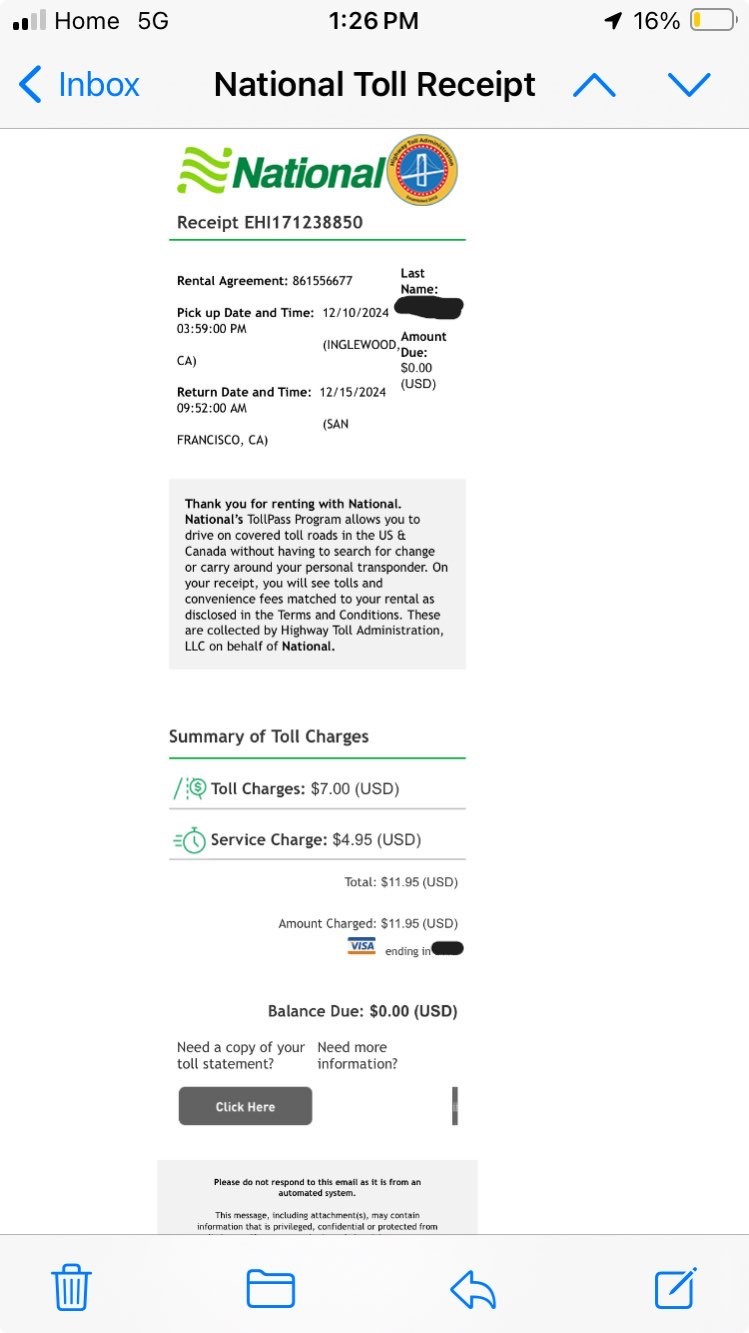 Home 5G 1:26 PM 16%
Inbox National Toll Receipt
National
Highway Toll Administration
Receipt EHI171238850
Rental Agreement: 861556677
Last
Name:
Pick up Date and Time: 12/10/2024
03:59:00 PM
(INGLEWOOD,
CA)
Amount
Due:
$0.00
(USD)
Return Date and Time: 12/15/2024
09:52:00 AM
(SAN
FRANCISCO, CA)
Thank you for renting with National.
National's TollPass Program allows you to
drive on covered toll roads in the US &
Canada without having to search for change
or carry around your personal transponder. On
your receipt, you will see tolls and
convenience fees matched to your rental as
disclosed in the Terms and Conditions. These
are collected by Highway Toll Administration,
LLC on behalf of National.
Summary of Toll Charges
Toll Charges: $7.00 (USD)
Service Charge: $4.95 (USD)
Total: $11.95 (USD)
Amount Charged: $11.95 (USD)
VISA ending in
Balance Due: $0.00 (USD)
Need a copy of your
toll statement?
Need more
information?
Click Here
Please do not respond to this email as it is from an
automated system.
This message, including attachment(s), may contain
information that is privileged, confidential or protected from